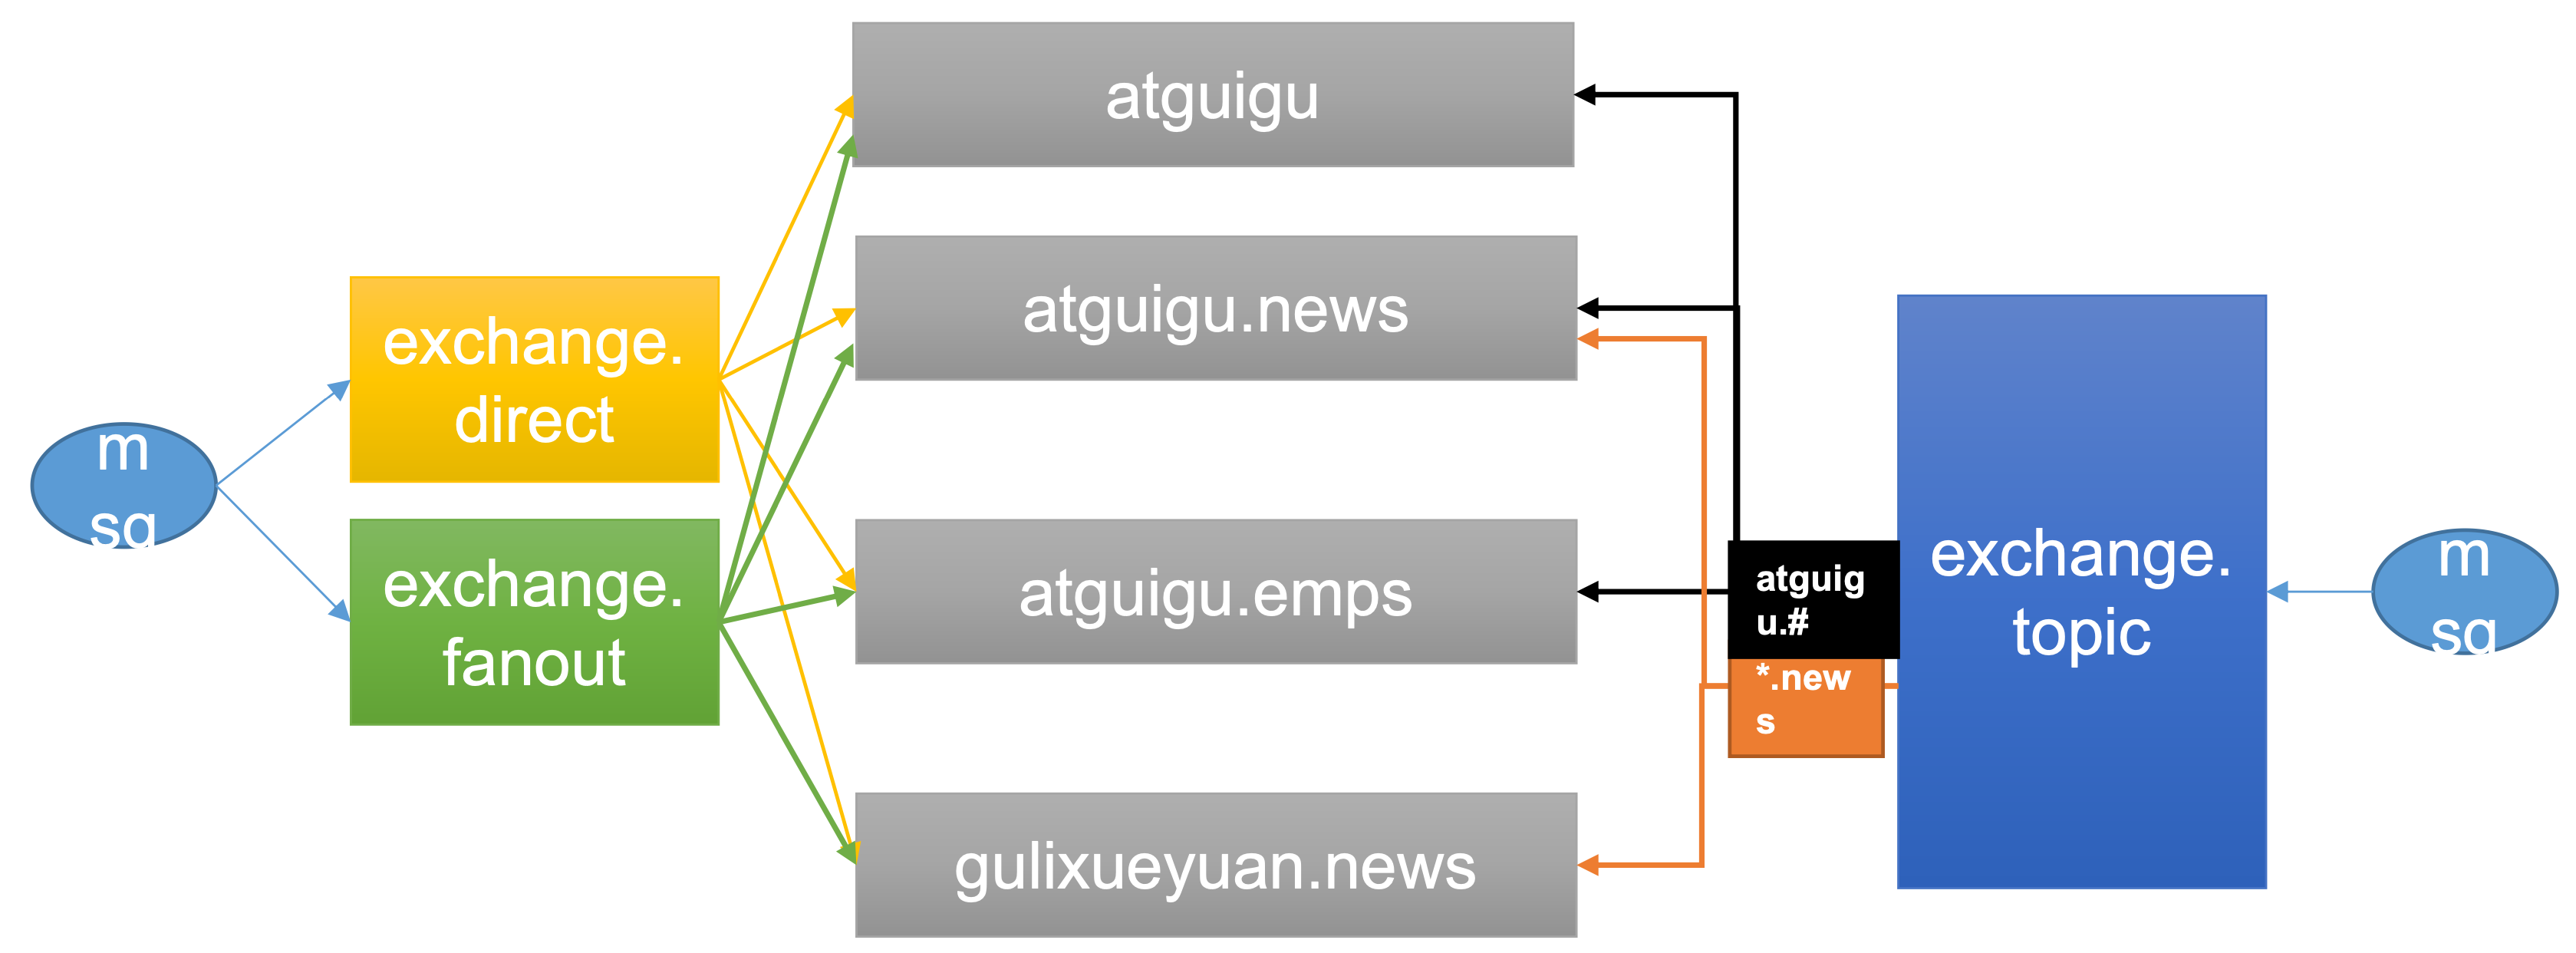 atguigu
atguigu.news
exchange.
direct
m
sg
exchange.
fanout
atguigu.emps
gulixueyuan.news
atguig
u.#
*.new
s
exchange.
topic
m
sg